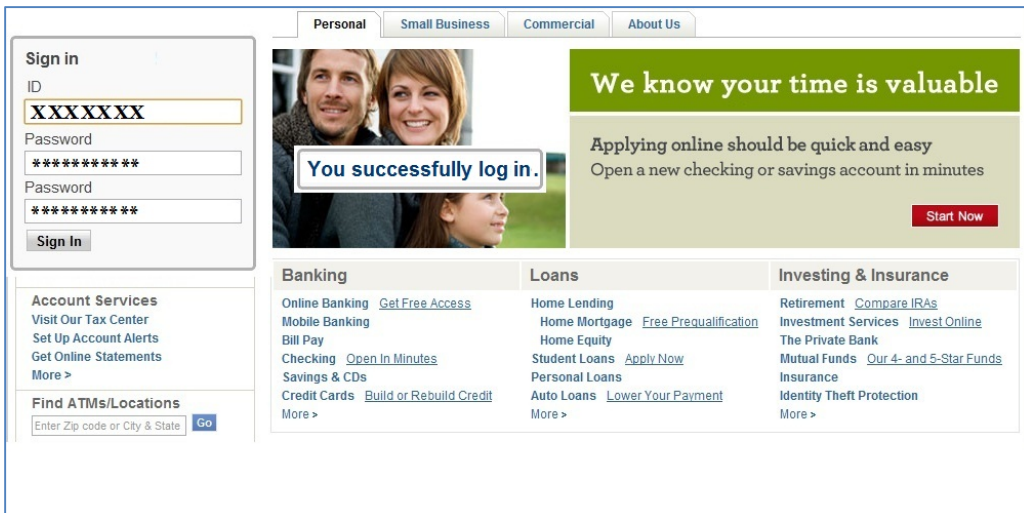 Personal
Small Business
Commercial
About Us
Sign in
ID
XXXXXXX
Password
***********
Password
***********
Sign In
We know your time is valuable
Applying online should be quick and easy
Open a new checking or savings account in minutes
Start Now
You successfully log in.
Account Services
Visit Our Tax Center
Set Up Account Alerts
Get Online Statements
More >
Find ATMs/Locations
Enter Zip code or City & State Go
Banking
Online Banking Get Free Access
Mobile Banking
Bill Pay
Checking Open In Minutes
Savings & CDs
Credit Cards Build or Rebuild Credit
More >
Loans
Home Lending
Home Mortgage Free Prequalification
Home Equity
Student Loans Apply Now
Personal Loans
Auto Loans Lower Your Payment
More >
Investing & Insurance
Retirement Compare IRAs
Investment Services Invest Online
The Private Bank
Mutual Funds Our 4- and 5-Star Funds
Insurance
Identity Theft Protection
More >